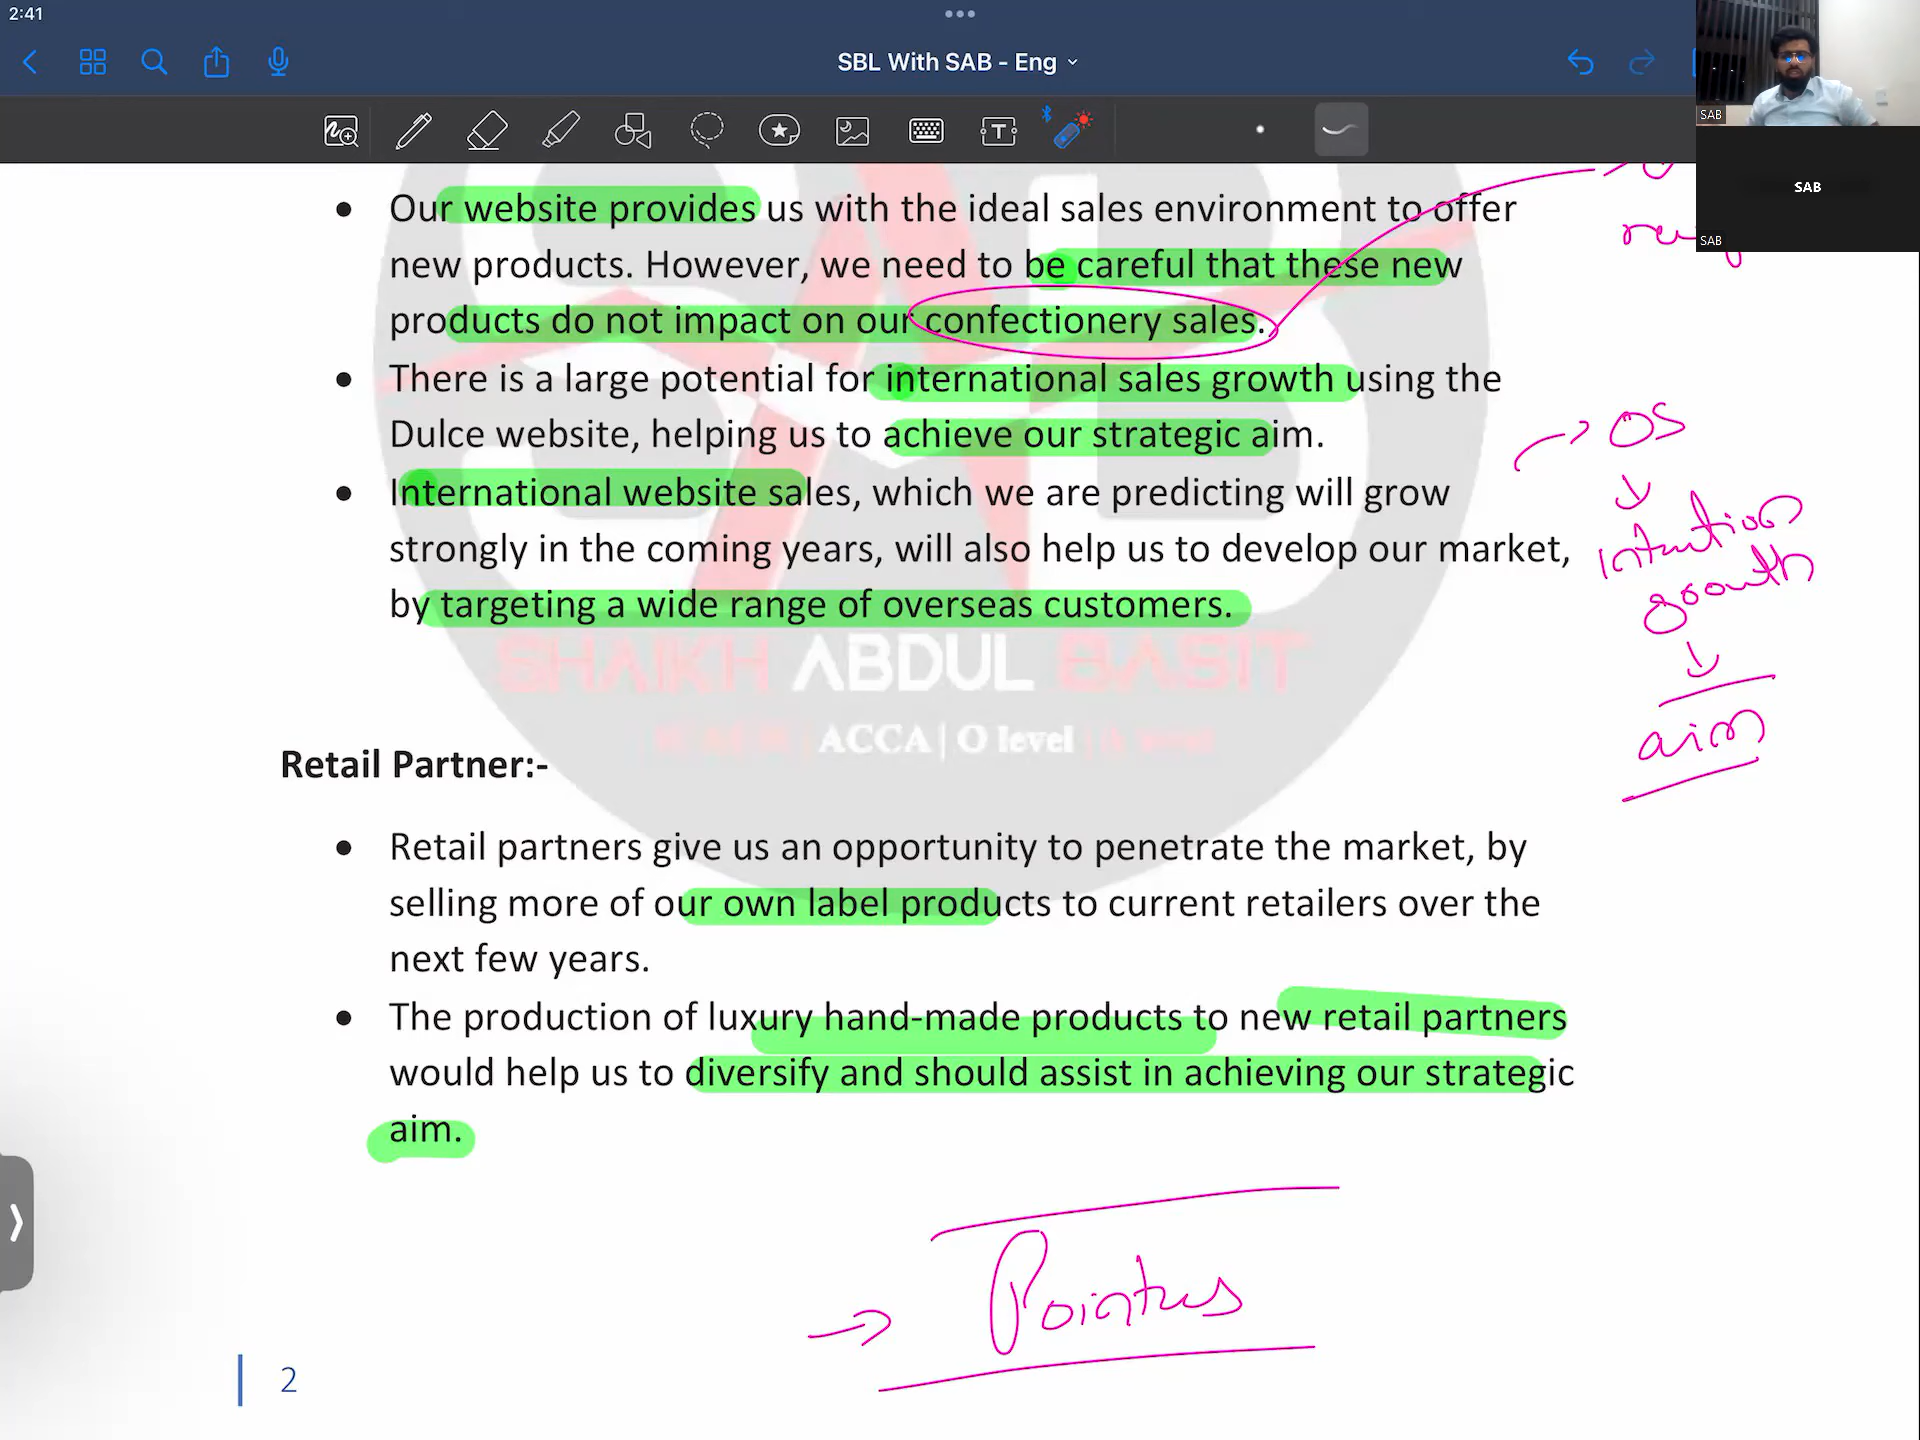 2:41
SBL With SAB - Eng
SAB
SAB
SAB
• Our website provides us with the ideal sales environment to offer
new products. However, we need to be careful that these new
products do not impact on our confectionery sales.
• There is a large potential for international sales growth using the
Dulce website, helping us to achieve our strategic aim.
• International website sales, which we are predicting will grow
strongly in the coming years, will also help us to develop our market,
by targeting a wide range of overseas customers.
OS
growth
aim
SHAIKH ABDUL BASIT
ACCA | O level
Retail Partner:-
• Retail partners give us an opportunity to penetrate the market, by
selling more of our own label products to current retailers over the
next few years.
• The production of luxury hand-made products to new retail partners
would help us to diversify and should assist in achieving our strategic
aim.
Pointers
2